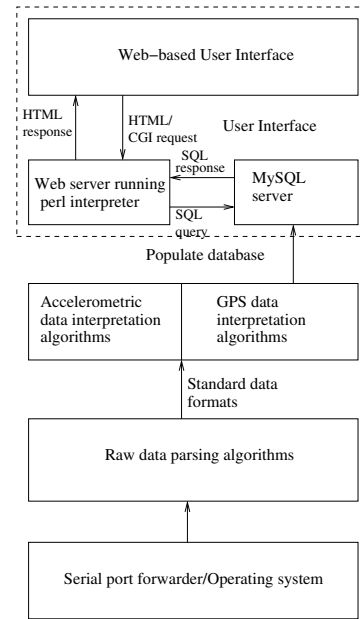 Web-based User Interface
HTML
response
HTML/
CGI request
User Interface
SQL
response
Web server running
perl interpreter
MySQL
server
SQL
query
Populate database
Accelerometric
data interpretation
algorithms
GPS data
interpretation
algorithms
Standard data
formats
Raw data parsing algorithms
Serial port forwarder/Operating system